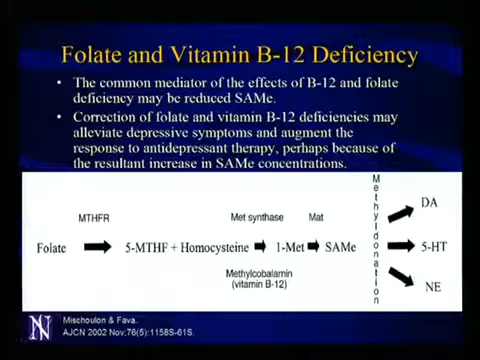 Folate and Vitamin B-12 Deficiency
• The common mediator of the effects of B-12 and folate
deficiency may be reduced SAMe.
• Correction of folate and vitamin B-12 deficiencies may
alleviate depressive symptoms and augment the
response to antidepressant therapy, perhaps because of
the resultant increase in SAMe concentrations.
MTHFR
Met synthase
Mat
Folate
5-MTHF + Homocysteine
1-Met
SAMe
Methylcobalamin
(vitamin B-12)
Methyldonation
DA
5-HT
NE
N
Mischoulon & Fava.
AJCN 2002 Nov:76(5):1158S-61S.